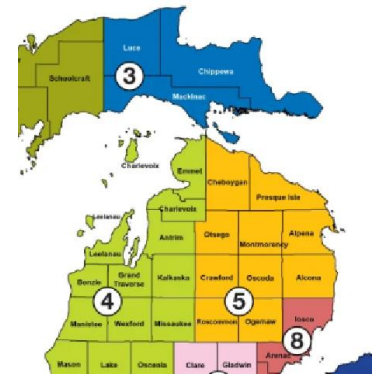 Luce
Schoolcraft
3
Chippewa
Mackinac
Charlevoix
Emmet
Cheboygan
Presque Isle
Charlevoix
Leelanau
Leelanau
Antrim
Otsego
Montmorency
Alpena
Benzie
Grand
Traverse
Kalkaska
Crawford
Oscoda
Alcona
4
5
Manistee
Wexford
Missaukee
Roscommon
Ogemaw
Iosco
8
Mason
Lake
Osceola
Clare
Gladwin
Arenac